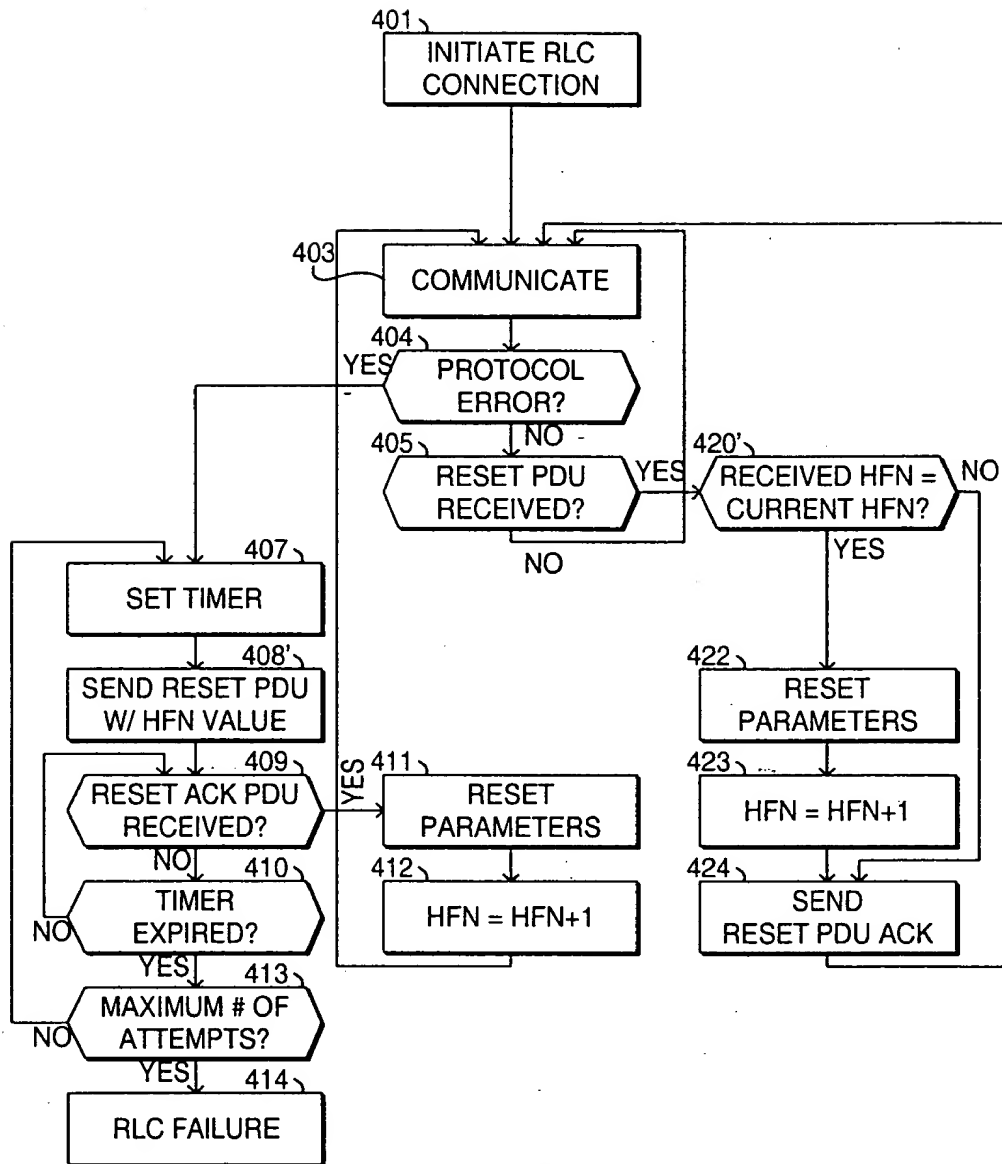 401
INITIATE RLC
CONNECTION
403
COMMUNICATE
404
YES
PROTOCOL
ERROR?
NO
405
RESET PDU
RECEIVED?
YES
NO
420'
RECEIVED HFN =
CURRENT HFN?
NO
YES
407
SET TIMER
408'
SEND RESET PDU
W/ HFN VALUE
409
RESET ACK PDU
RECEIVED?
YES
NO
411
RESET
PARAMETERS
412
HFN = HFN+1
422
RESET
PARAMETERS
423
HFN = HFN+1
424
SEND
RESET PDU ACK
410
TIMER
EXPIRED?
NO
YES
413
MAXIMUM # OF
ATTEMPTS?
NO
YES
414
RLC FAILURE